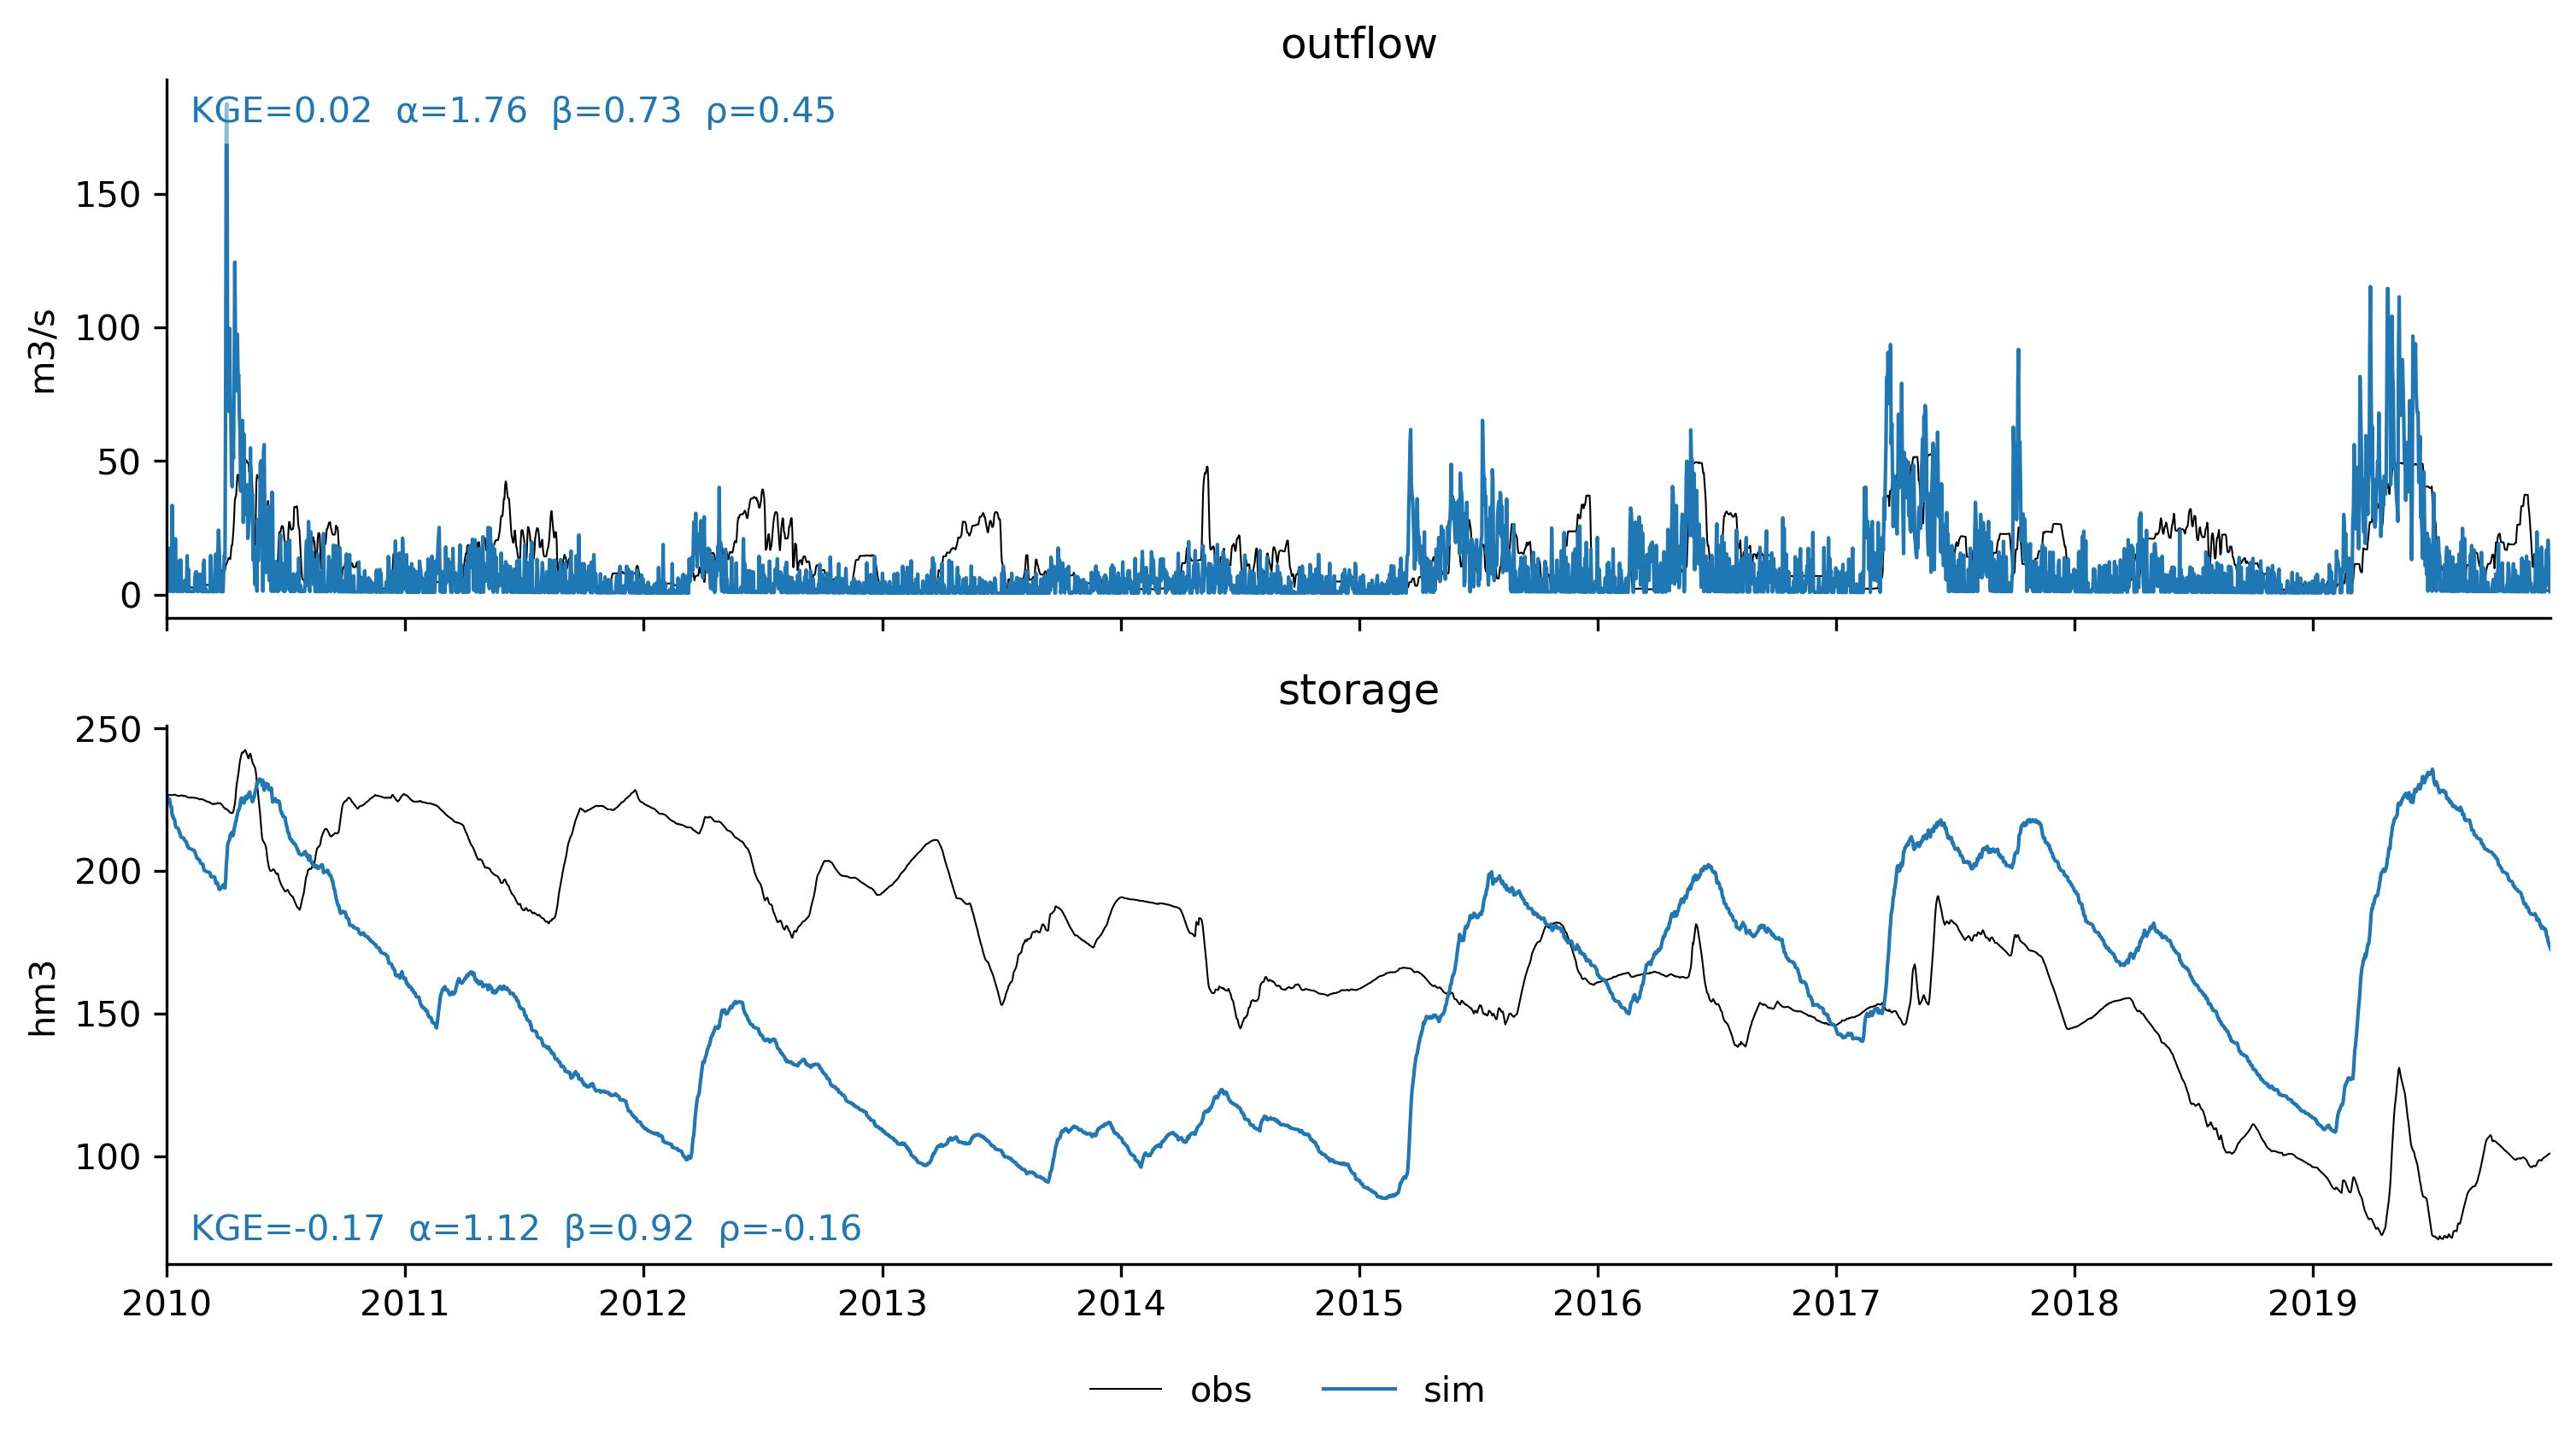 outflow
KGE=0.02 α=1.76 β=0.73 ρ=0.45
m3/s
150
100
50
0
storage
hm3
250
200
150
100
KGE=-0.17 α=1.12 β=0.92 ρ=-0.16
2010 2011 2012 2013 2014 2015 2016 2017 2018 2019
obs sim